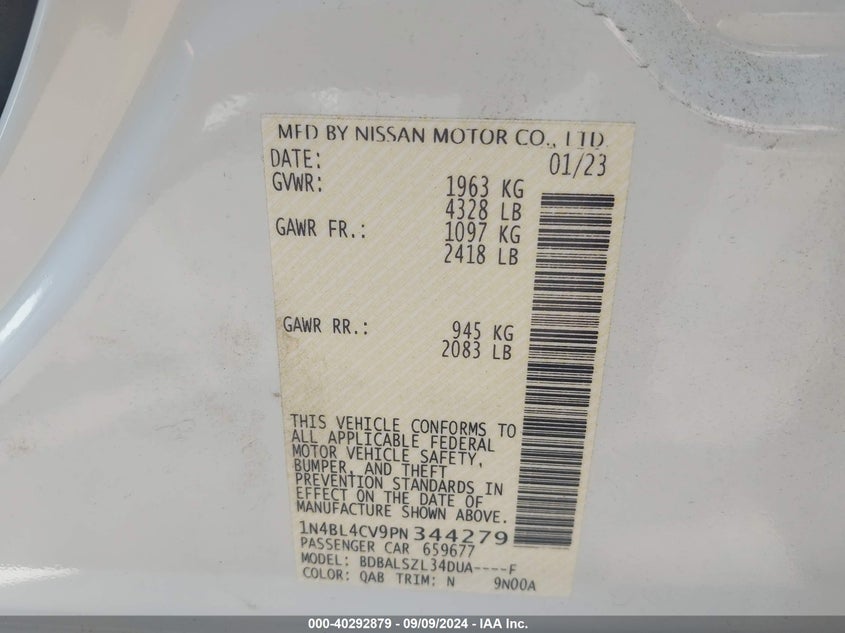 MFD BY NISSAN MOTOR CO., LTD.
DATE: 01/23
GVWR: 1963 KG
4328 LB
GAWR FR.: 1097 KG
2418 LB
GAWR RR.: 945 KG
2083 LB
THIS VEHICLE CONFORMS TO
ALL APPLICABLE FEDERAL
MOTOR VEHICLE SAFETY,
BUMPER, AND THEFT
PREVENTION STANDARDS IN
EFFECT ON THE DATE OF
MANUFACTURE SHOWN ABOVE.
1N4BL4CV9PN344279
PASSENGER CAR 659677
MODEL: BDBALSZL34DUA----F
COLOR: QAB TRIM: N 9N00A
000-40292879 - 09/09/2024 - IAA Inc.